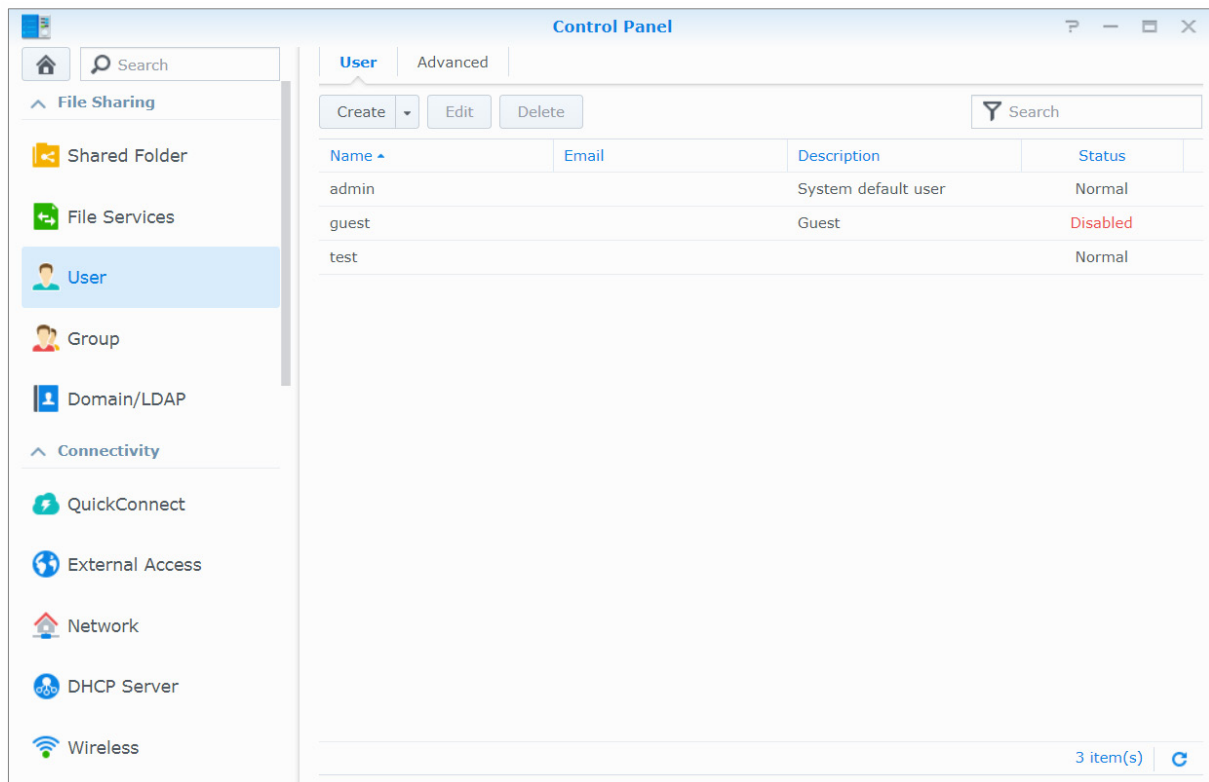 Control Panel
Search
File Sharing
Shared Folder
File Services
User
Group
Domain/LDAP
Connectivity
QuickConnect
External Access
Network
DHCP Server
Wireless
User Advanced
Create Edit Delete Search
Name Email Description Status
admin System default user Normal
guest Guest Disabled
test Normal
3 item(s)